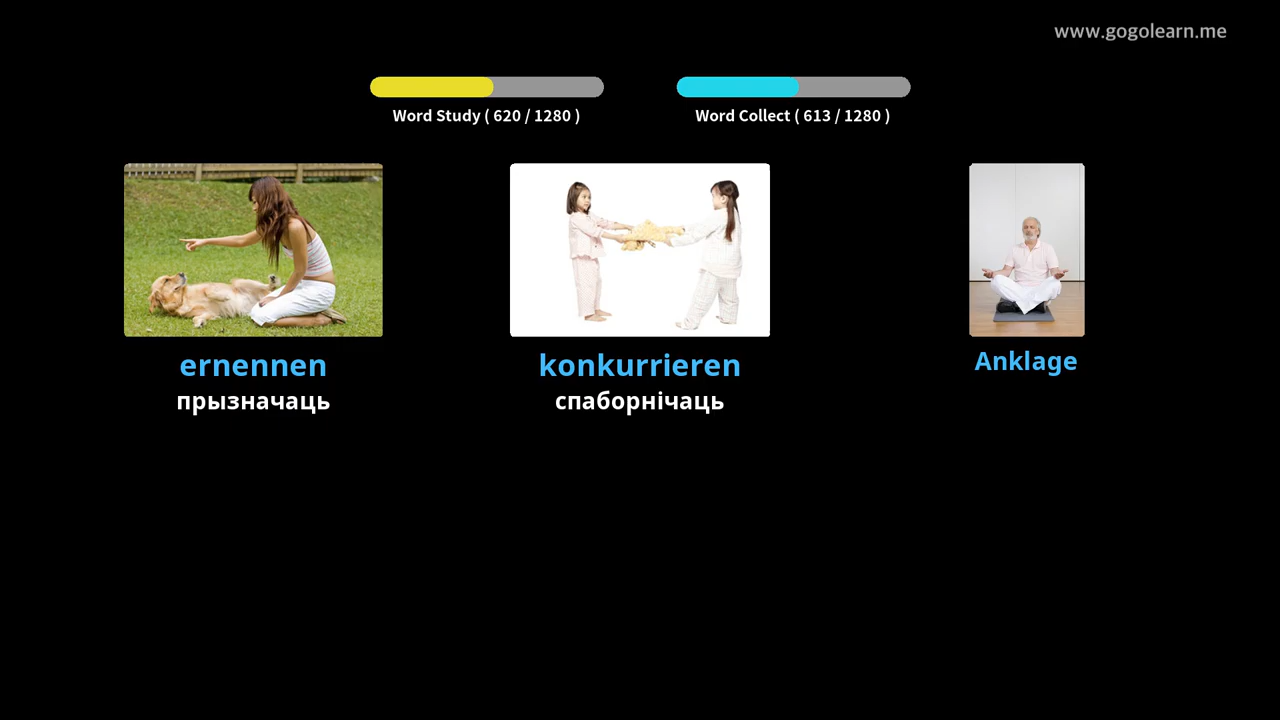 www.gogolearn.me
Word Study ( 620 / 1280 )
Word Collect ( 613 / 1280 )
ernennen
прызначаць
konkurrieren
спаборнічаць
Anklage